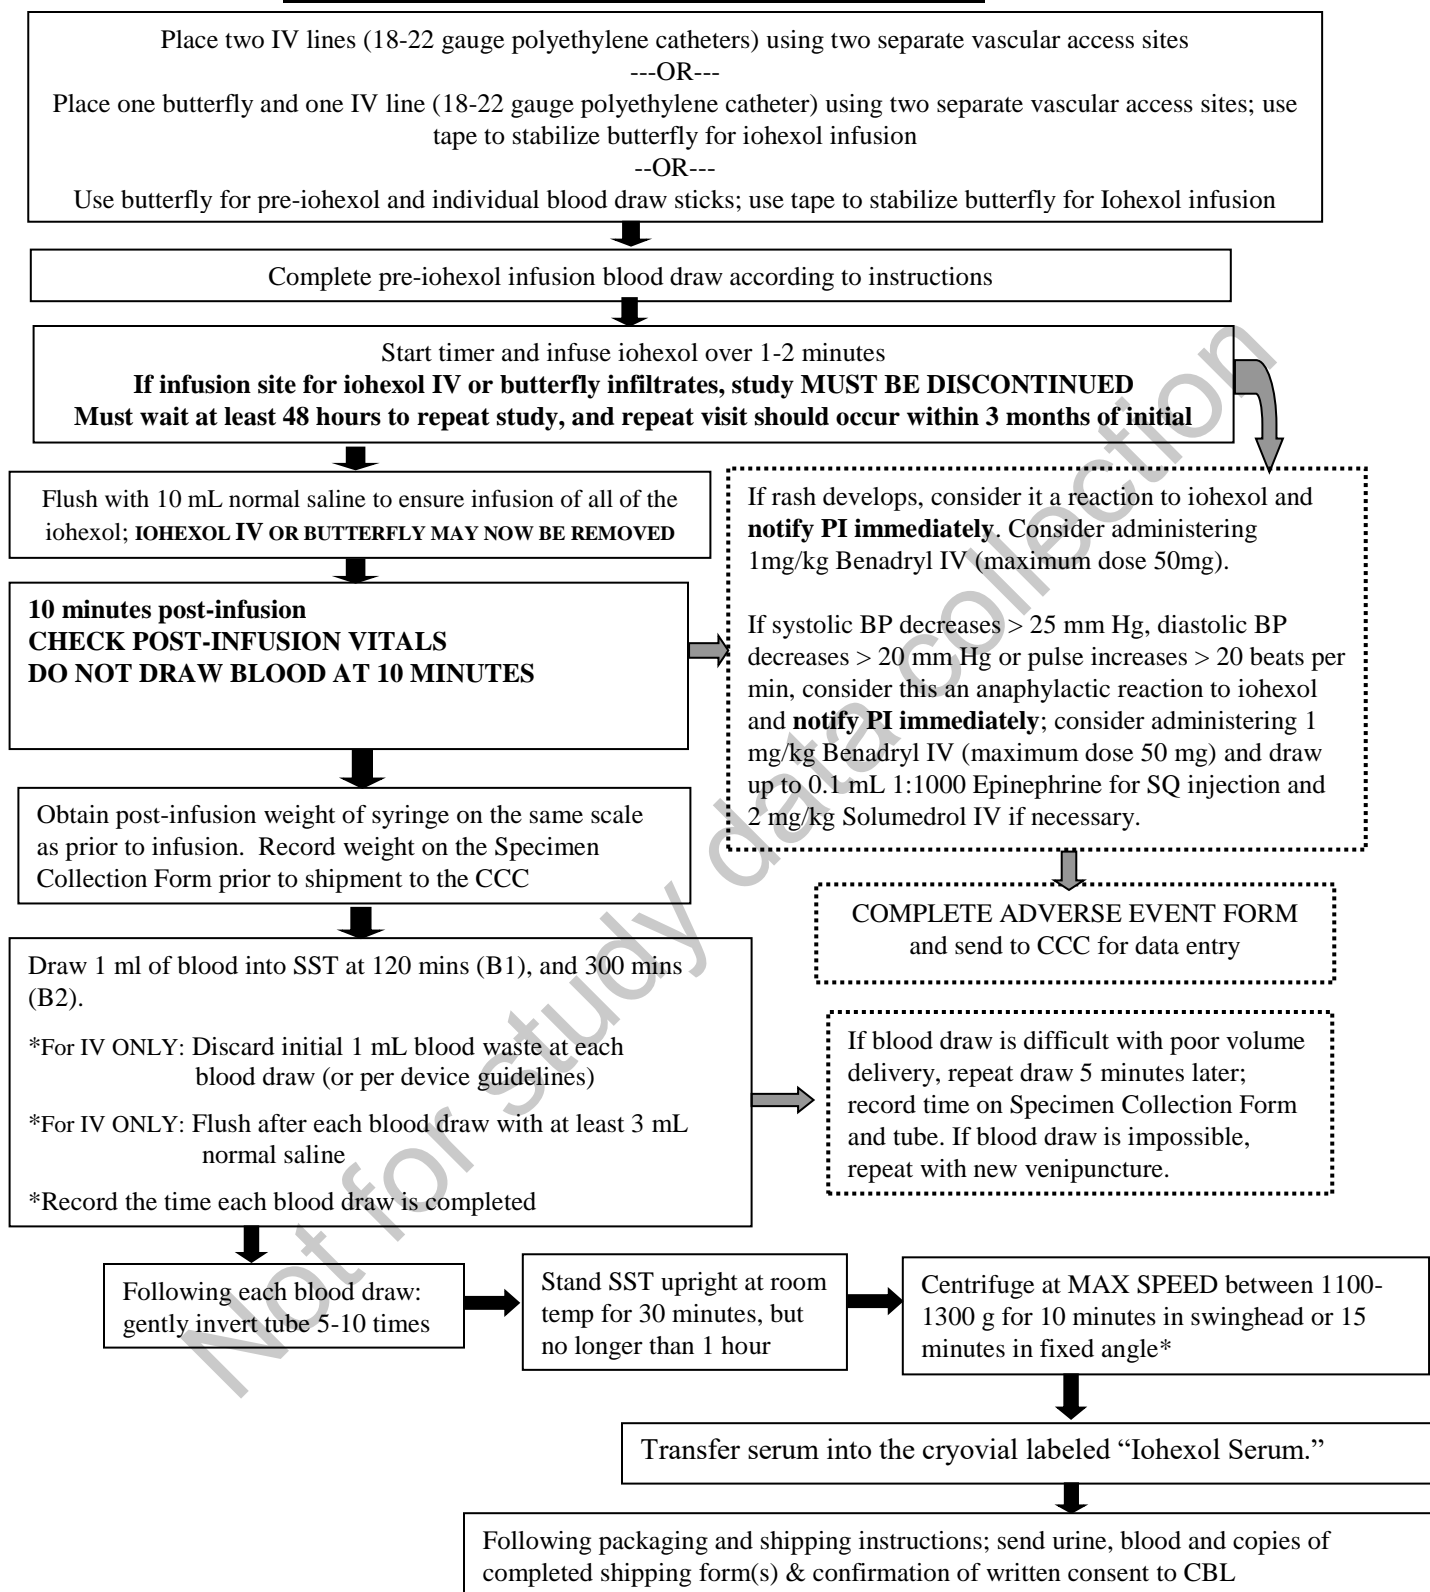 Place two IV lines (18-22 gauge polyethylene catheters) using two separate vascular access sites
---OR---
Place one butterfly and one IV line (18-22 gauge polyethylene catheter) using two separate vascular access sites; use
tape to stabilize butterfly for iohexol infusion
--OR---
Use butterfly for pre-iohexol and individual blood draw sticks; use tape to stabilize butterfly for Iohexol infusion
Complete pre-iohexol infusion blood draw according to instructions
Start timer and infuse iohexol over 1-2 minutes
If infusion site for iohexol IV or butterfly infiltrates, study MUST BE DISCONTINUED
Must wait at least 48 hours to repeat study, and repeat visit should occur within 3 months of initial
Flush with 10 mL normal saline to ensure infusion of all of the
iohexol; IOHEXOL IV OR BUTTERFLY MAY NOW BE REMOVED
If rash develops, consider it a reaction to iohexol and
notify PI immediately. Consider administering
1mg/kg Benadryl IV (maximum dose 50mg).
If systolic BP decreases > 25 mm Hg, diastolic BP
decreases > 20 mm Hg or pulse increases > 20 beats per
min, consider this an anaphylactic reaction to iohexol
and notify PI immediately; consider administering 1
mg/kg Benadryl IV (maximum dose 50 mg) and draw
up to 0.1 mL 1:1000 Epinephrine for SQ injection and
2 mg/kg Solumedrol IV if necessary.
10 minutes post-infusion
CHECK POST-INFUSION VITALS
DO NOT DRAW BLOOD AT 10 MINUTES
Obtain post-infusion weight of syringe on the same scale
as prior to infusion.  Record weight on the Specimen
Collection Form prior to shipment to the CCC
COMPLETE ADVERSE EVENT FORM
and send to CCC for data entry
Draw 1 ml of blood into SST at 120 mins (B1), and 300 mins
(B2).
*For IV ONLY: Discard initial 1 mL blood waste at each
blood draw (or per device guidelines)
*For IV ONLY: Flush after each blood draw with at least 3 mL
normal saline
*Record the time each blood draw is completed
If blood draw is difficult with poor volume
delivery, repeat draw 5 minutes later;
record time on Specimen Collection Form
and tube. If blood draw is impossible,
repeat with new venipuncture.
Following each blood draw:
gently invert tube 5-10 times
Stand SST upright at room
temp for 30 minutes, but
no longer than 1 hour
Centrifuge at MAX SPEED between 1100-
1300 g for 10 minutes in swinghead or 15
minutes in fixed angle*
Transfer serum into the cryovial labeled “Iohexol Serum.”
Following packaging and shipping instructions; send urine, blood and copies of
completed shipping form(s) & confirmation of written consent to CBL
Not for study data collection